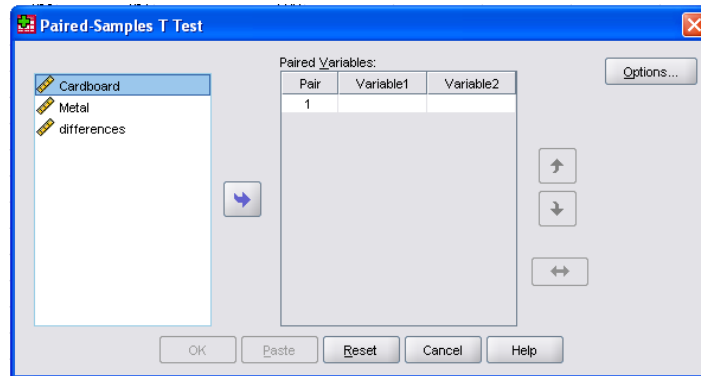 Paired-Samples T Test
Paired Variables:
Options...
Cardboard
Metal
differences
Pair Variable1 Variable2
1
OK Paste Reset Cancel Help